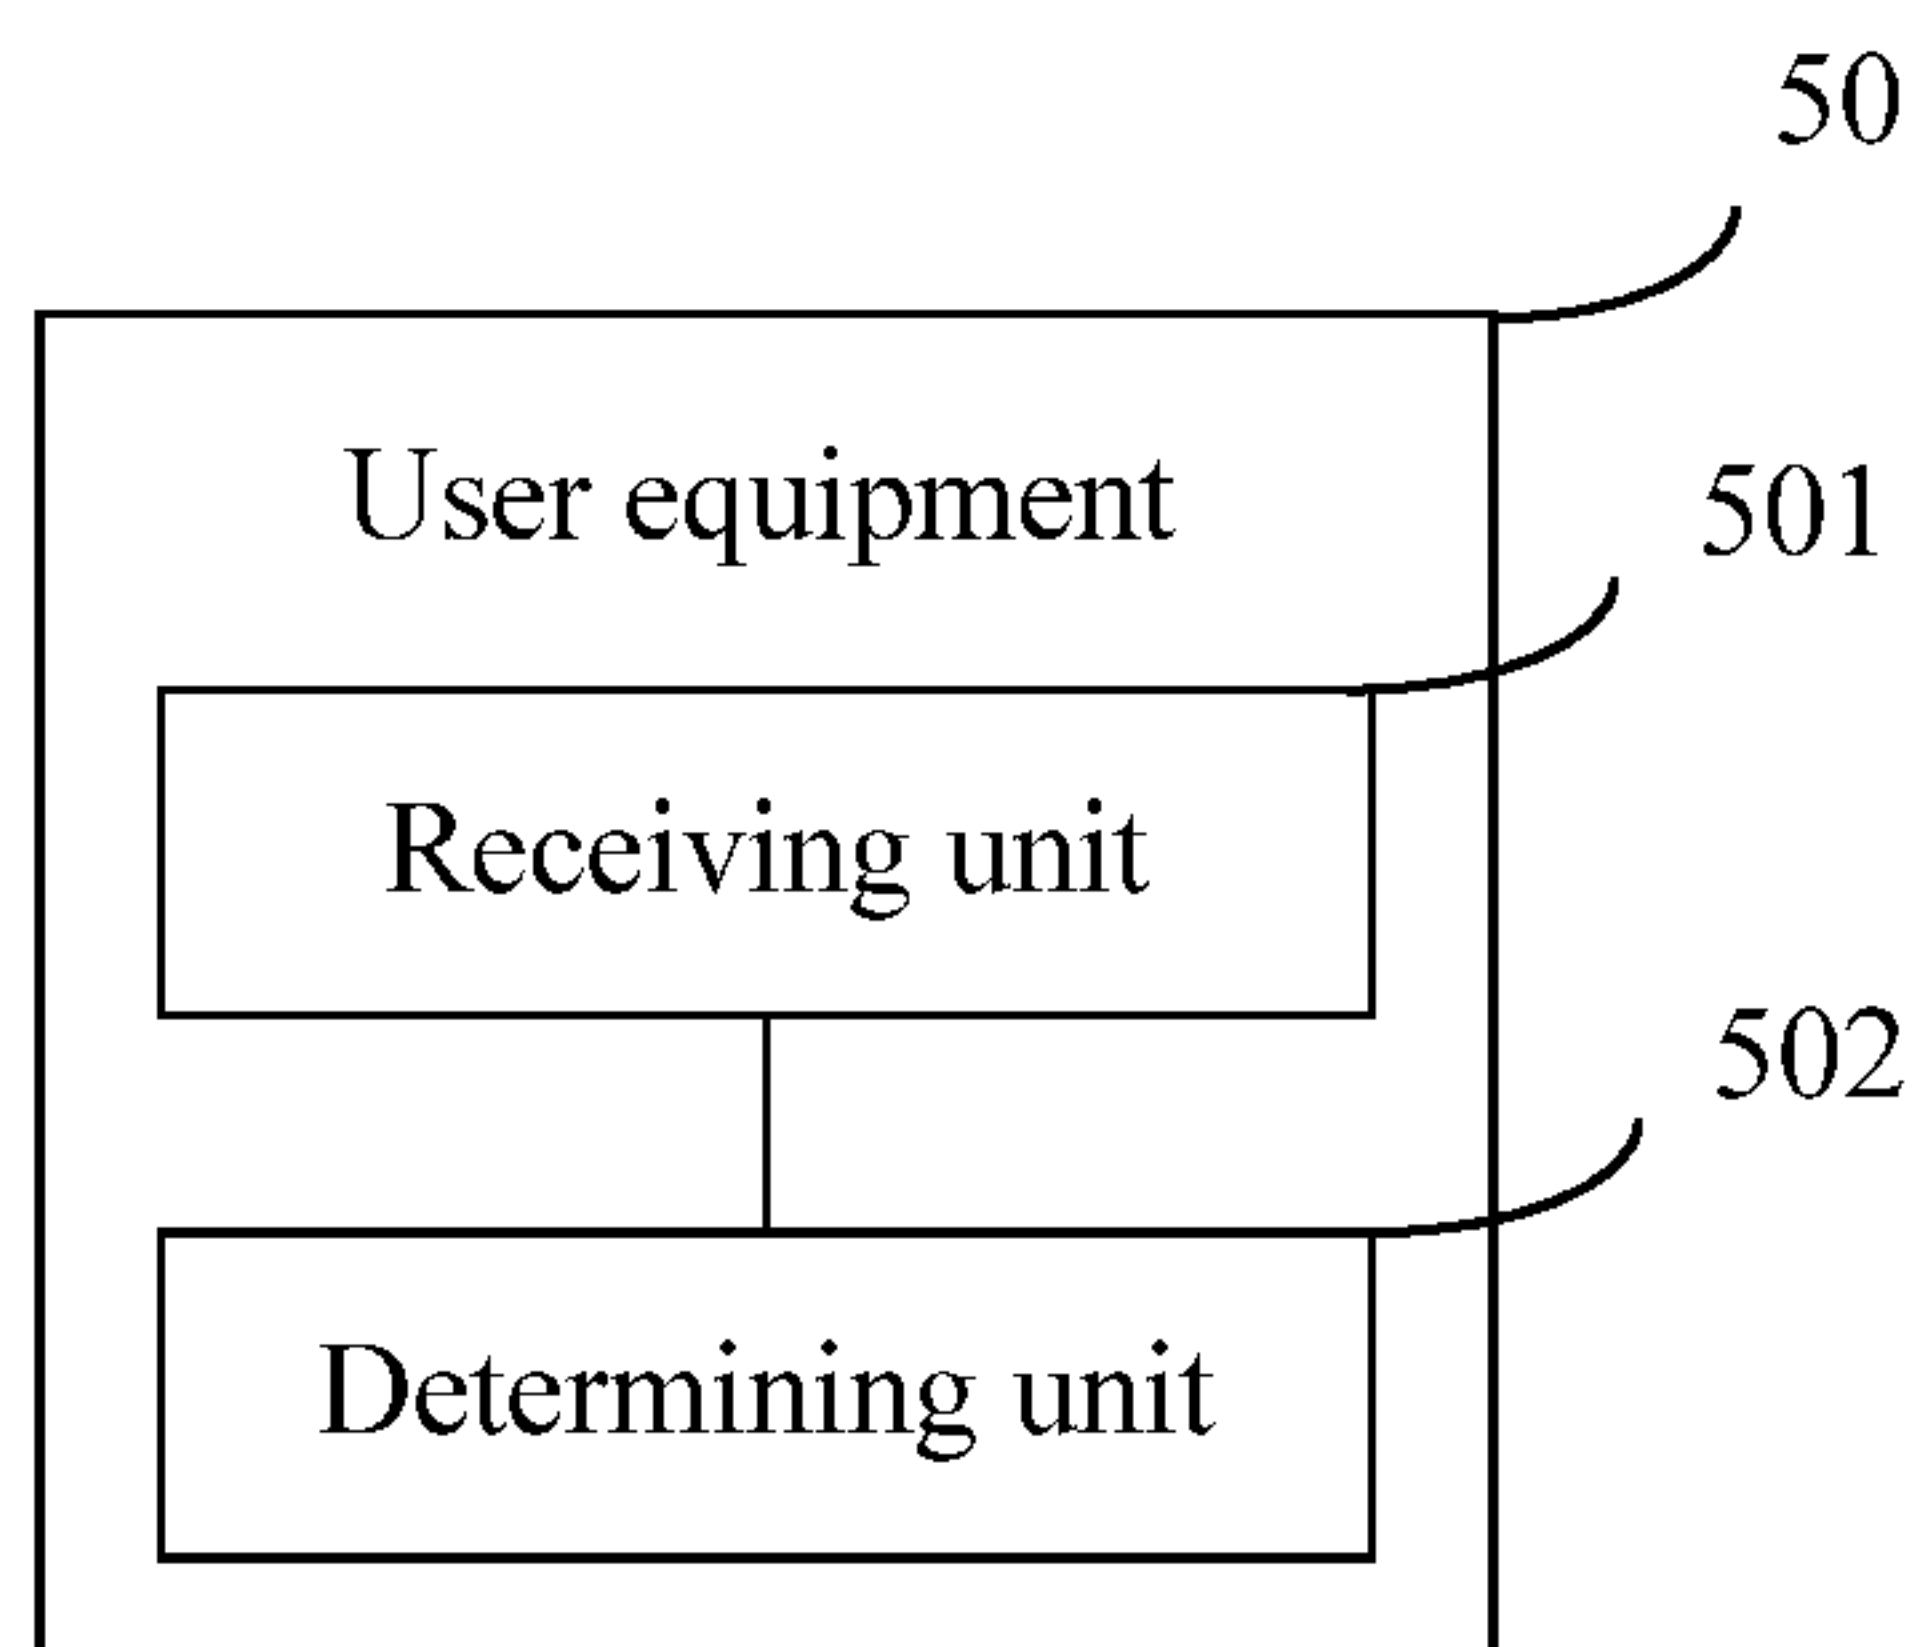 50
User equipment
501
Receiving unit
502
Determining unit